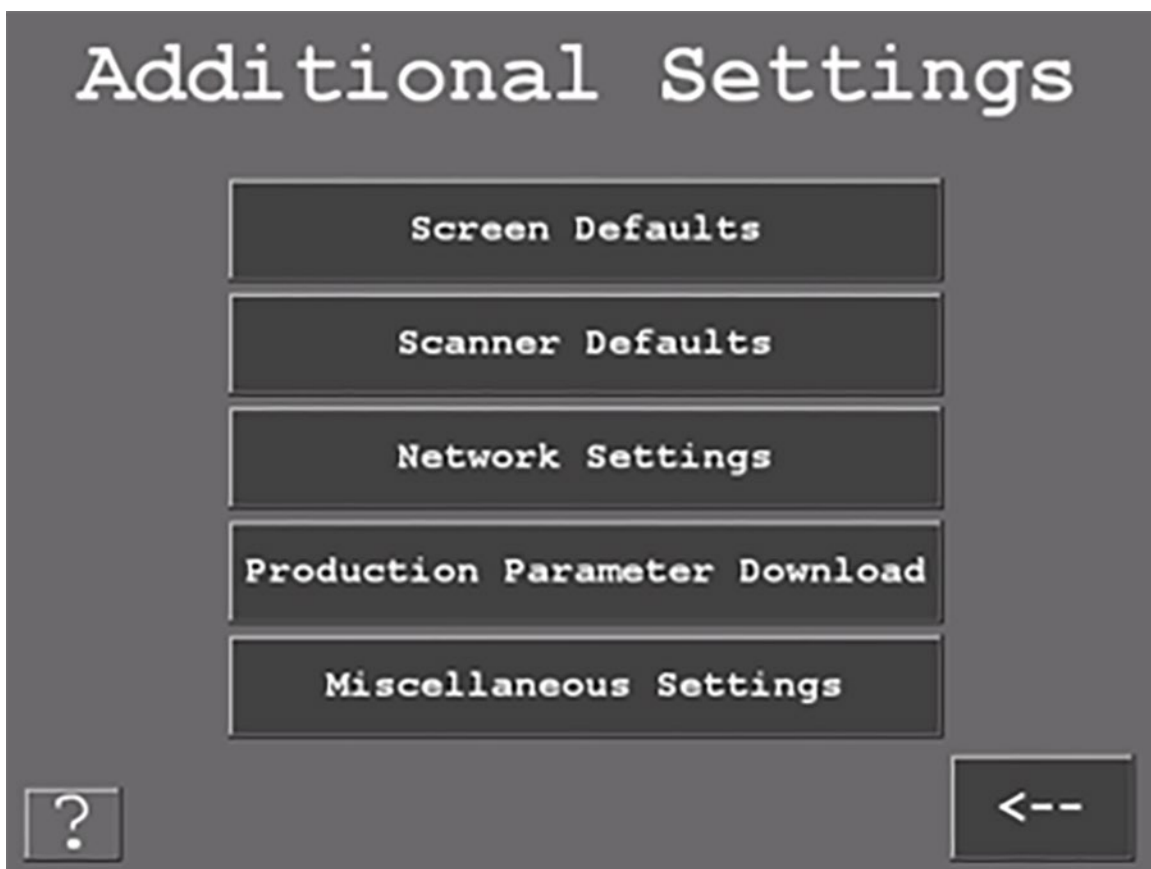 Additional Settings
Screen Defaults
Scanner Defaults
Network Settings
Production Parameter Download
Miscellaneous Settings
?
<--